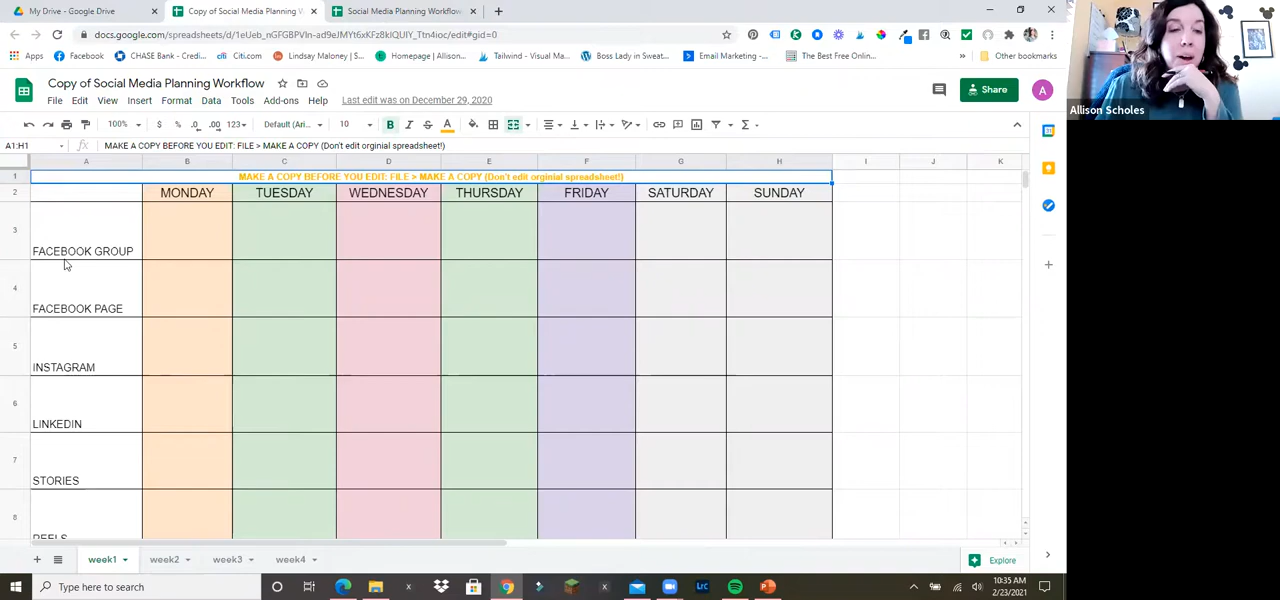 My Drive - Google Drive
Copy of Social Media Planning W
Social Media Planning Workflow
docs.google.com/spreadsheets/d/1eUeb_nGFGBPVIn-ad9eJMYt6xKFz8kIQUIY_Ttn4ioc/edit#gid=0
Apps
Facebook
CHASE Bank - Credi...
Citi.com
Lindsay Maloney | S...
Homepage | Allison...
Tailwind - Visual Ma...
Boss Lady in Sweat...
Email Marketing -...
The Best Free Onlin...
Other bookmarks
Copy of Social Media Planning Workflow
File Edit View Insert Format Data Tools Add-ons Help Last edit was on December 29, 2020
Share
A
Allison Scholes
100% $ % .0 .00 123 Default (Ari... 10 B I S A
A1:H1 fx MAKE A COPY BEFORE YOU EDIT: FILE > MAKE A COPY (Don't edit orginial spreadsheet!)
A B C D E F G H I J K
1 MAKE A COPY BEFORE YOU EDIT: FILE > MAKE A COPY (Don't edit orginial spreadsheet!)
2 MONDAY TUESDAY WEDNESDAY THURSDAY FRIDAY SATURDAY SUNDAY
3 FACEBOOK GROUP
4 FACEBOOK PAGE
5 INSTAGRAM
6 LINKEDIN
7 STORIES
8 REELS
week1 week2 week3 week4
Explore
Type here to search
Lrc
10:35 AM
2/23/2021